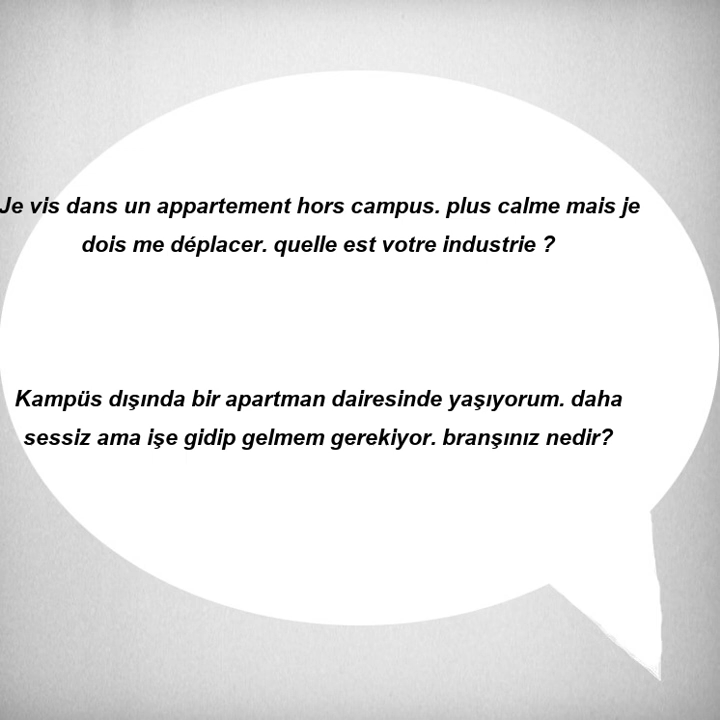 Je vis dans un appartement hors campus. plus calme mais je
dois me déplacer. quelle est votre industrie ?
Kampüs dışında bir apartman dairesinde yaşıyorum. daha
sessiz ama işe gidip gelmem gerekiyor. branşınız nedir?